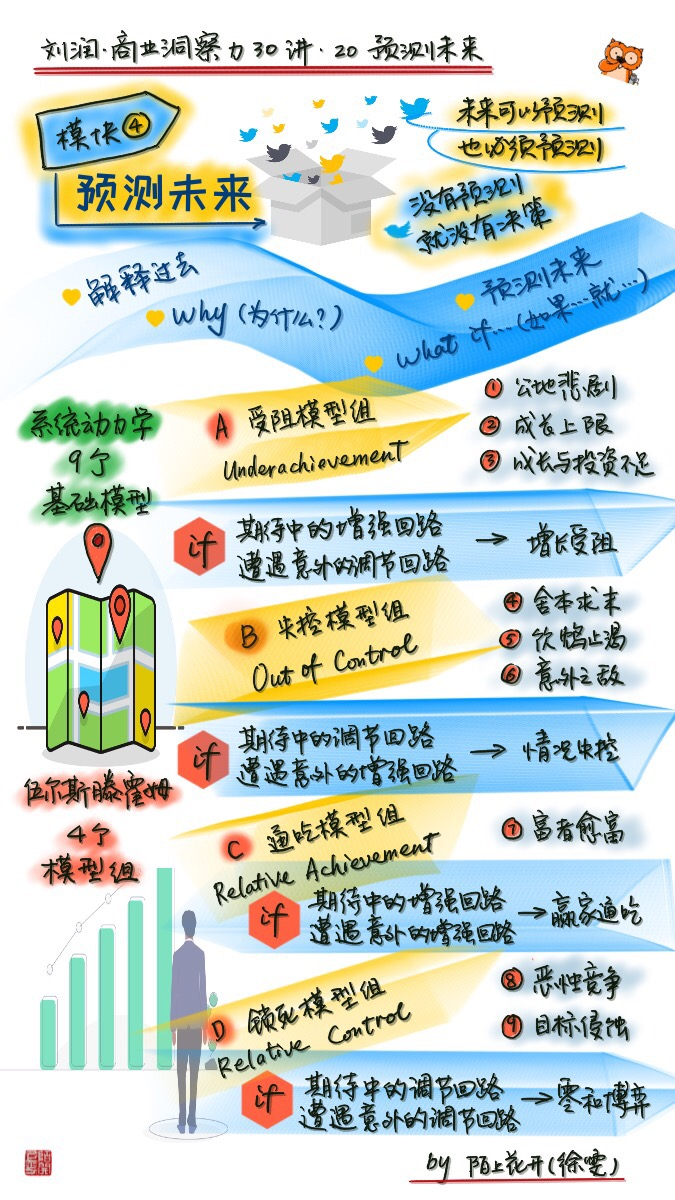 刘润·商业洞察力30讲·20 预测未来
模快④
预测未来
未来可以预测
也必须预测
没有预测
就没有决策
解释过去
Why（为什么？）
预测未来
What if…（如果…就…）
系统动力学
9个
基础模型
A 受阻模型组
Underachievement
① 公地悲剧
② 成长上限
③ 成长与投资不足
if 期待中的增强回路
遭遇意外的调节回路 → 增长受阻
B 失控模型组
Out of Control
④ 舍本求末
⑤ 饮鸩止渴
⑥ 意外之敌
if 期待中的调节回路
遭遇意外的增强回路 → 情况失控
伍尔斯滕霍姆
4个
模型组
C 通吃模型组
Relative Achievement
⑦ 富者愈富
if 期待中的增强回路
遭遇意外的增强回路 → 赢家通吃
D 锁死模型组
Relative Control
⑧ 恶性竞争
⑨ 目标侵蚀
if 期待中的调节回路
遭遇意外的调节回路 → 零和博弈
by 陌上花开(徐雯)